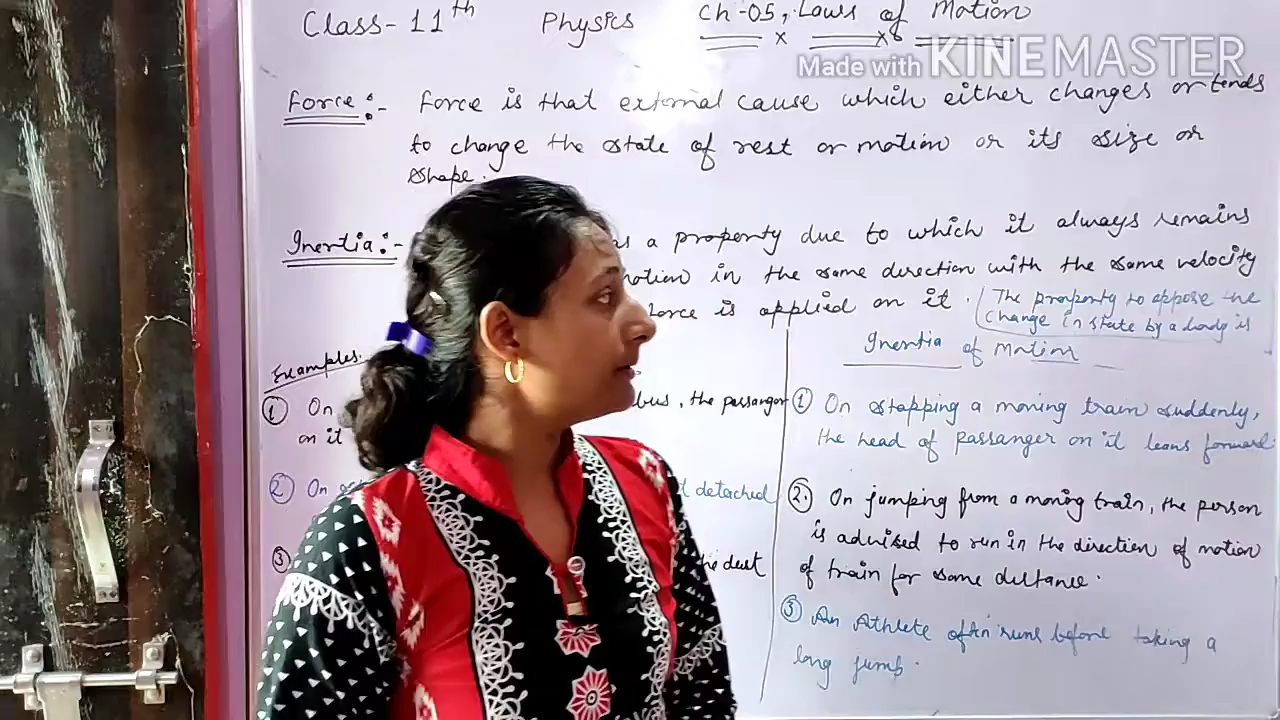 Class- 11th Physics Ch-05, Laws of Motion
Made with KINEMASTER
Force:- Force is that external cause which either changes or tends
to change the state of rest or motion or its size or
shape.
Inertia:- as a property due to which it always remains
motion in the same direction with the same velocity
force is applied on it. The property to oppose the
change in state by a body is
Inertia of Motion
Examples.
① On bus, the passanger
on it
② On detached
③ the dust
① On stopping a moving train suddenly,
the head of passanger on it leans forward
2. On jumping from a moving train, the person
is advised to run in the direction of motion
of train for some distance.
③ An Athlete often runs before taking a
long jump.